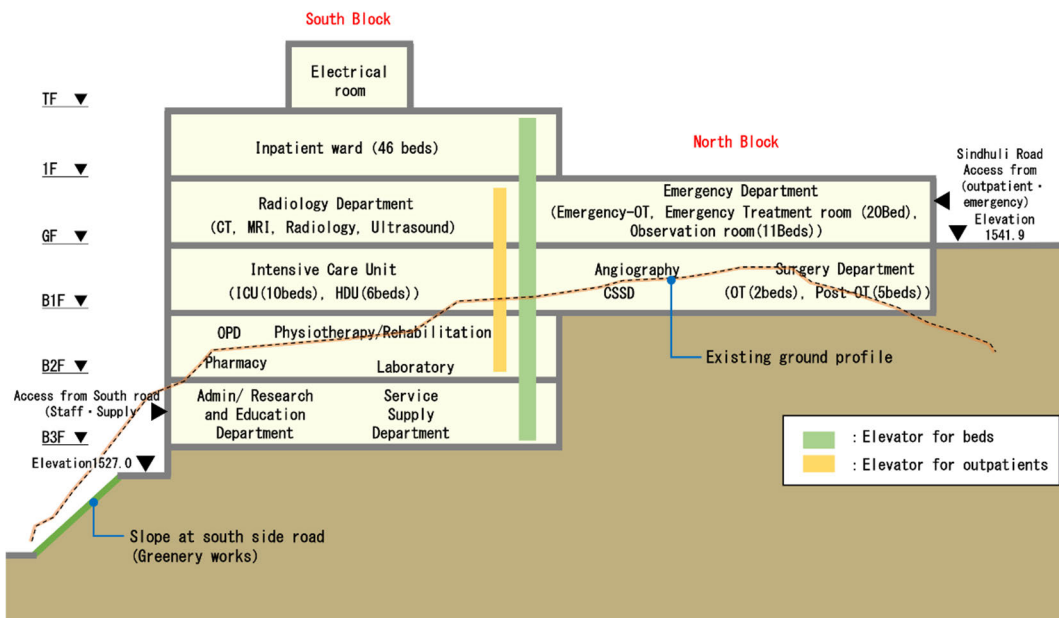 South Block
Electrical
room
TF ▼
Inpatient ward (46 beds)
North Block
1F ▼
Sindhuli Road
Access from
(outpatient・
emergency)
Elevation
1541.9
Radiology Department
(CT, MRI, Radiology, Ultrasound)
Emergency Department
(Emergency-OT, Emergency Treatment room (20Bed),
Observation room(11Beds))
GF ▼
Intensive Care Unit
(ICU(10beds), HDU(6beds))
Angiography
CSSD
Surgery Department
(OT(2beds), Post OT(5beds))
B1F ▼
OPD
Physiotherapy/Rehabilitation
Pharmacy
Laboratory
Existing ground profile
B2F ▼
Access from South road
(Staff・Supply
Admin/ Research
and Education
Department
Service
Supply
Department
B3F ▼
Elevation1527.0
: Elevator for beds
: Elevator for outpatients
Slope at south side road
(Greenery works)